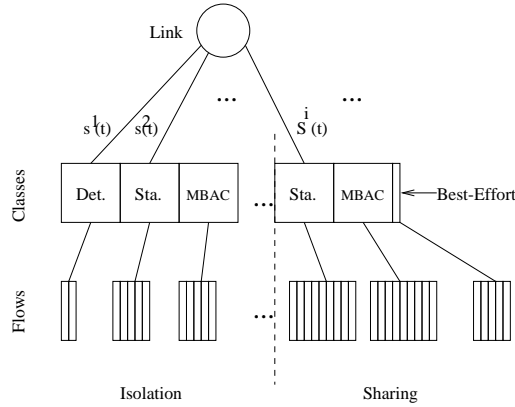 Link
...
...
s¹(t)
s²(t)
Sⁱ(t)
Classes
Det.
Sta.
MBAC
...
Sta.
MBAC
Best-Effort
Flows
...
Isolation
Sharing